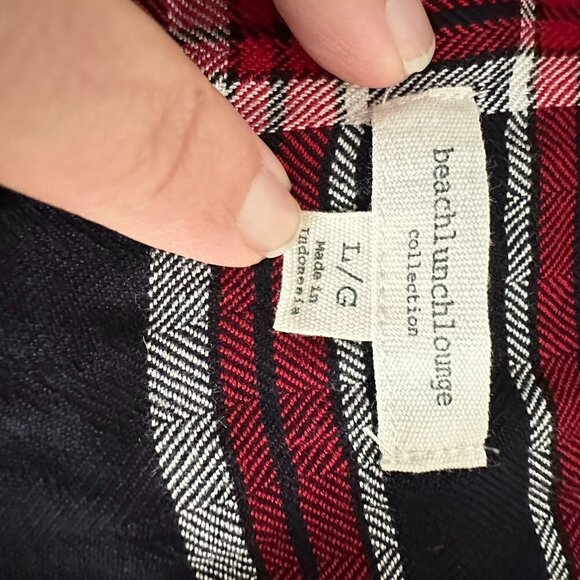 beachlunchlounge
collection
L/G
Made in
Indonesia